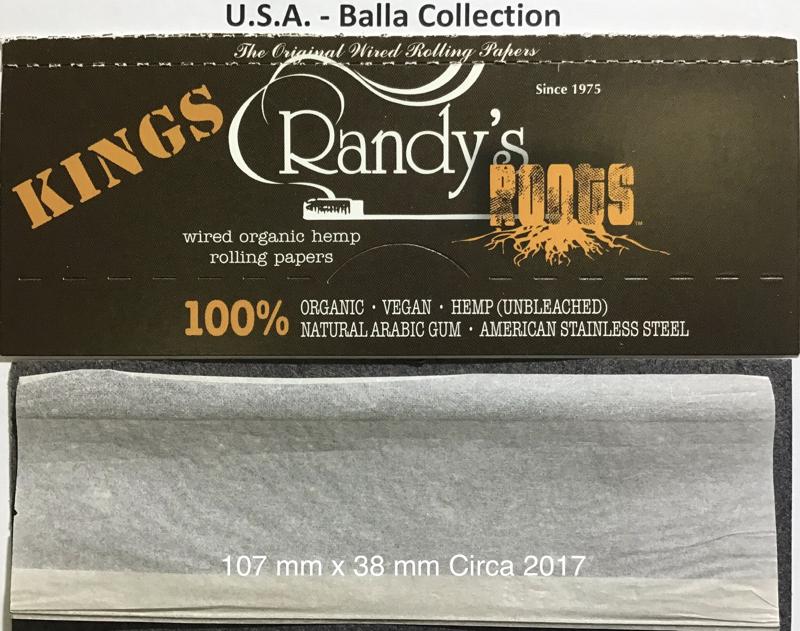 U.S.A. - Balla Collection
The Original Wired Rolling Papers
Since 1975
KINGS
Randy's
ROOTS™
wired organic hemp
rolling papers
100%
ORGANIC · VEGAN · HEMP (UNBLEACHED)
NATURAL ARABIC GUM · AMERICAN STAINLESS STEEL
107 mm x 38 mm Circa 2017